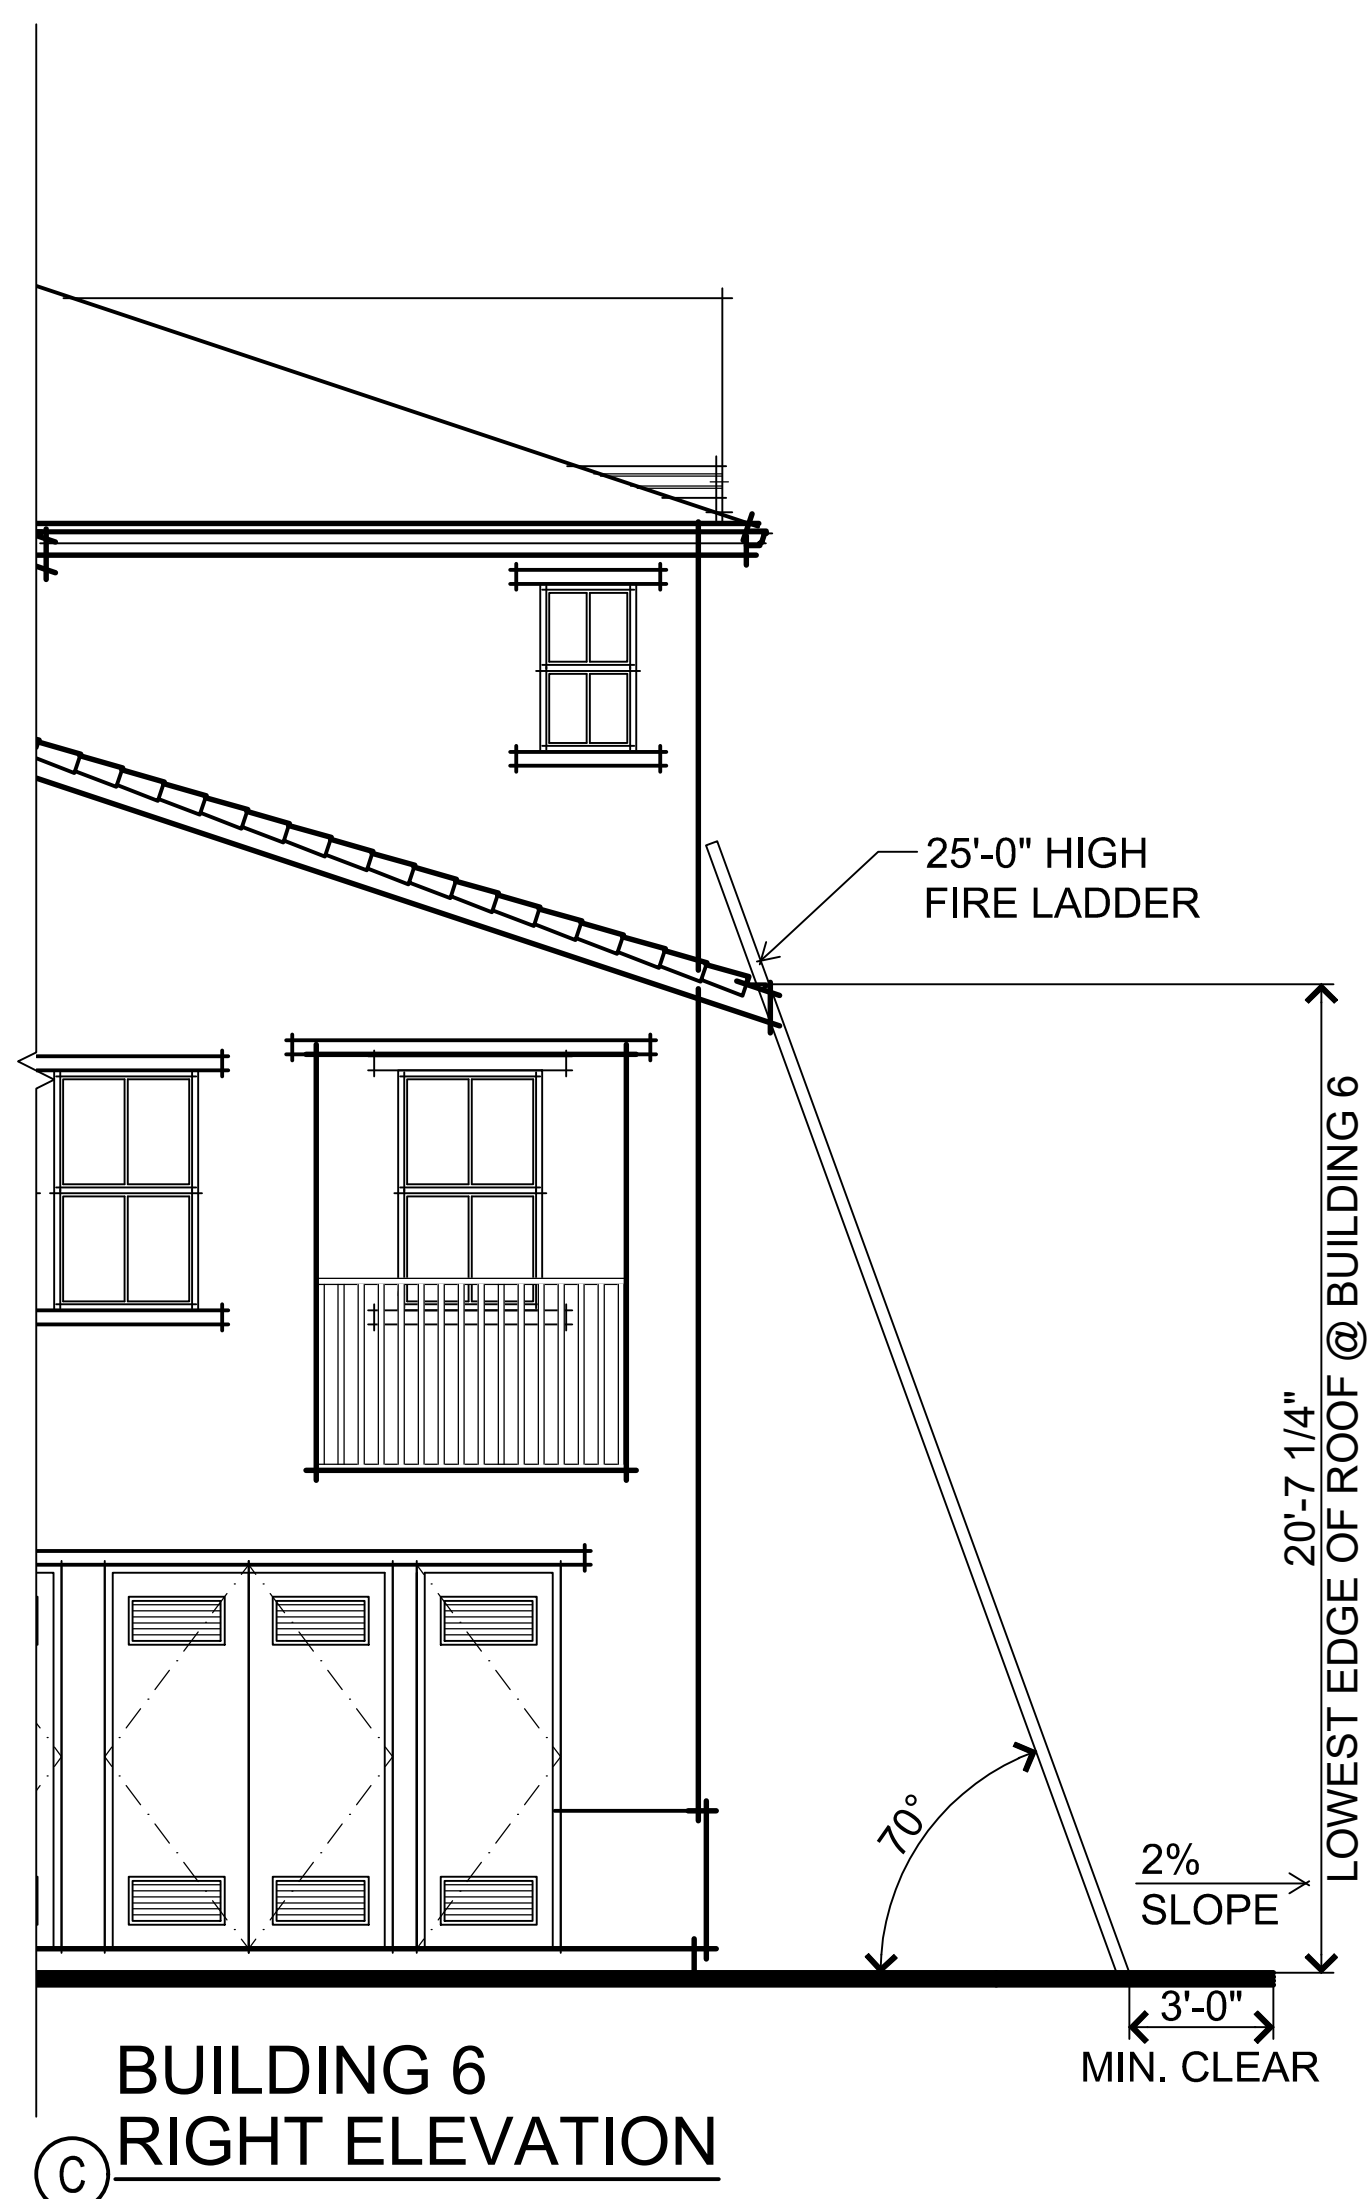 25'-0" HIGH
FIRE LADDER
20'-7 1/4"
LOWEST EDGE OF ROOF @ BUILDING 6
70°
2%
SLOPE
3'-0"
MIN. CLEAR
BUILDING 6
RIGHT ELEVATION
C